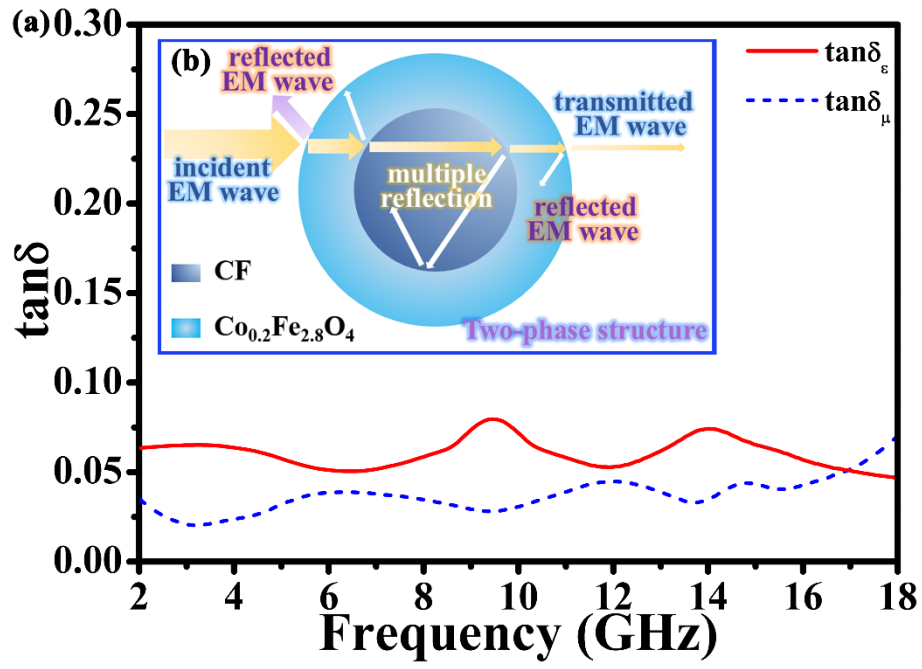 (a)
0.30
0.25
0.20
0.15
0.10
0.05
0.00
tanδ
2 4 6 8 10 12 14 16 18
Frequency (GHz)
tanδε
tanδμ
(b)
reflected
EM wave
incident
EM wave
multiple
reflection
transmitted
EM wave
reflected
EM wave
CF
Co0.2Fe2.8O4
Two-phase structure